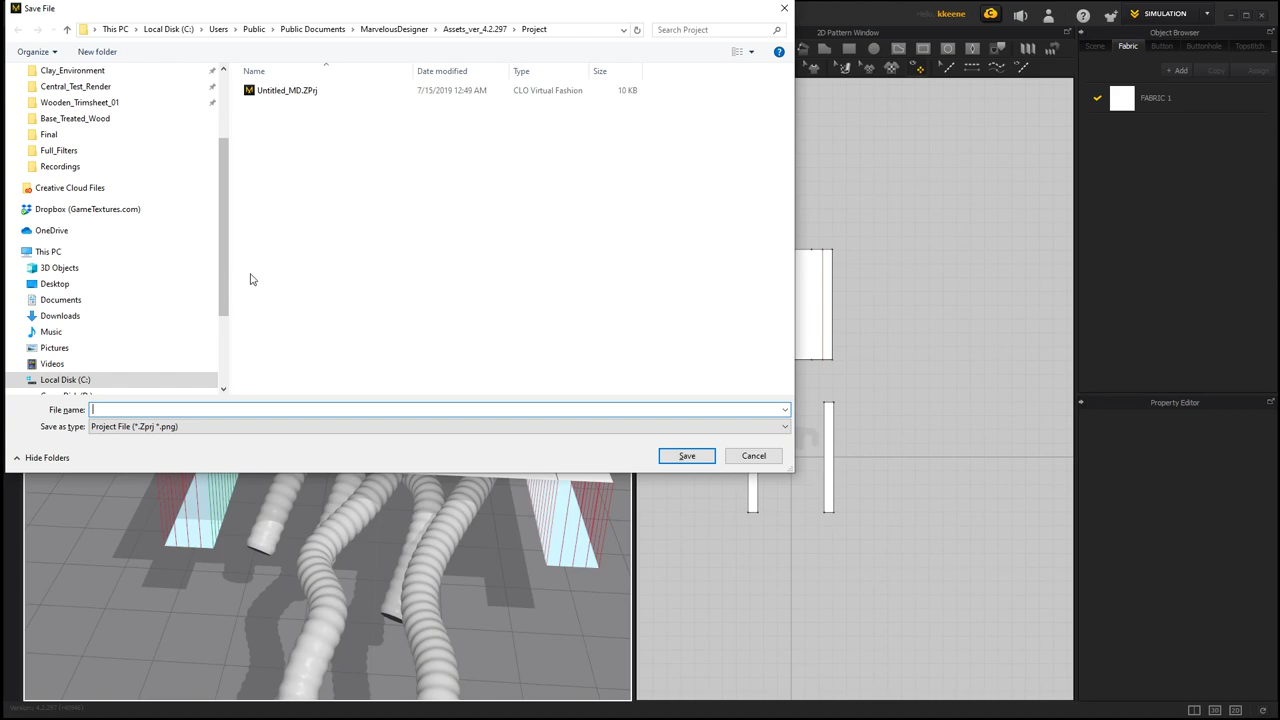 Save File
Hello, kkeene
SIMULATION
This PC > Local Disk (C:) > Users > Public > Public Documents > MarvelousDesigner > Assets_ver_4.2.297 > Project
Search Project
2D Pattern Window
Object Browser
Organize
New folder
Scene
Fabric
Button
Buttonhole
Topstitch
+ Add
Copy
Assign
Name
Date modified
Type
Size
Untitled_MD.ZPrj
7/15/2019 12:49 AM
CLO Virtual Fashion
10 KB
FABRIC 1
Clay_Environment
Central_Test_Render
Wooden_Trimsheet_01
Base_Treated_Wood
Final
Full_Filters
Recordings
Creative Cloud Files
Dropbox (GameTextures.com)
OneDrive
This PC
3D Objects
Desktop
Documents
Downloads
Music
Pictures
Videos
Local Disk (C:)
File name:
Save as type:
Project File (*.Zprj *.png)
Property Editor
Hide Folders
Save
Cancel
3D
2D